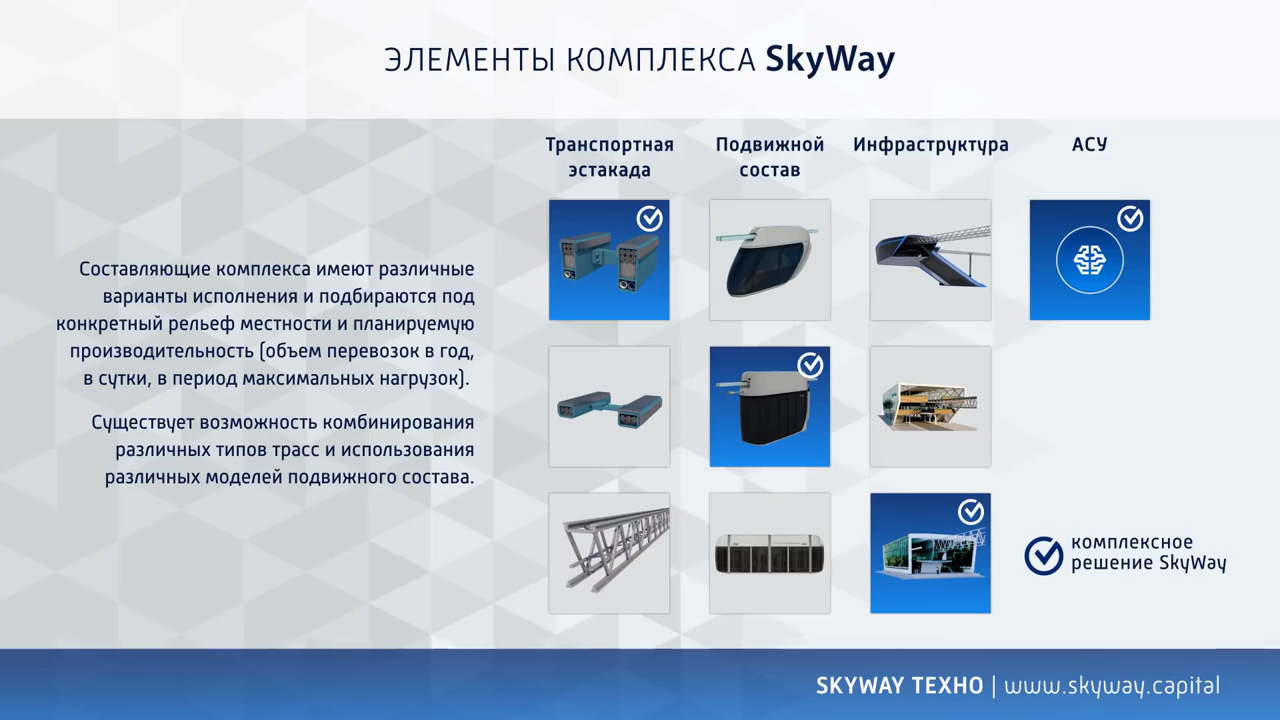 ЭЛЕМЕНТЫ КОМПЛЕКСА SkyWay
Составляющие комплекса имеют различные
варианты исполнения и подбираются под
конкретный рельеф местности и планируемую
производительность (объем перевозок в год,
в сутки, в период максимальных нагрузок).
Существует возможность комбинирования
различных типов трасс и использования
различных моделей подвижного состава.
Транспортная
эстакада
Подвижной
состав
Инфраструктура
АСУ
комплексное
решение SkyWay
SKYWAY ТЕХНО | www.skyway.capital